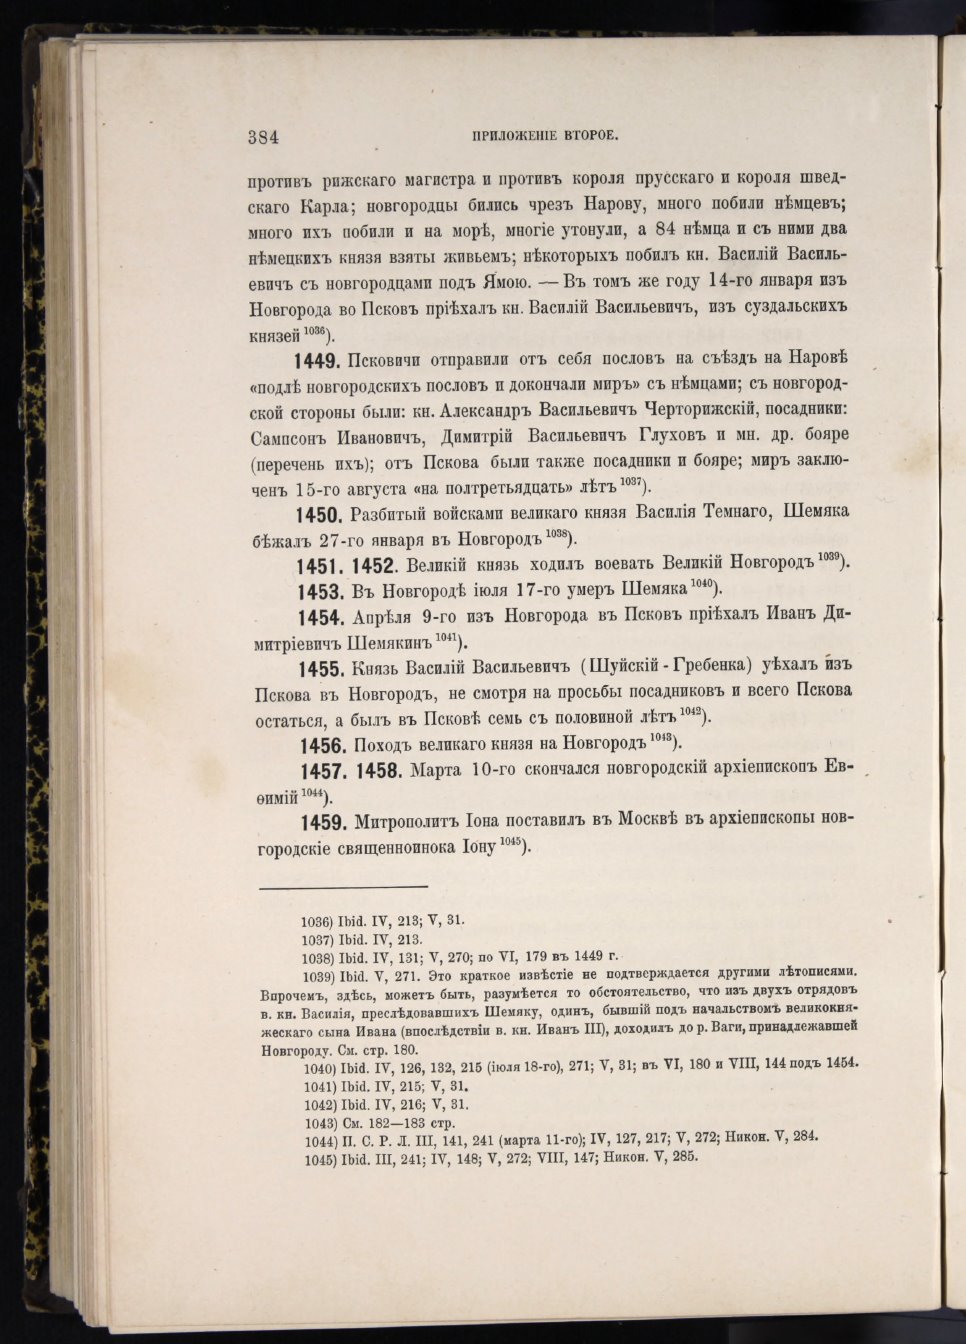 384
ПРИЛОЖЕНІЕ ВТОРОЕ.
противъ рижскаго магистра и противъ короля прусскаго и короля швед-
скаго Карла; новгородцы бились чрезъ Нарову, много побили нѣмцевъ;
много ихъ побили и на морѣ, многіе утонули, а 84 нѣмца и съ ними два
нѣмецкихъ князя взяты живьемъ; нѣкоторыхъ побилъ кн. Василій Василь-
евичъ съ новгородцами подъ Ямою. — Въ томъ же году 14-го января изъ
Новгорода во Псковъ пріѣхалъ кн. Василій Васильевичъ, изъ суздальскихъ
князей 1036).
1449. Псковичи отправили отъ себя пословъ на съѣздъ на Наровѣ
«подлѣ новгородскихъ пословъ и докончали миръ» съ нѣмцами; съ новгород-
ской стороны были: кн. Александръ Васильевичъ Черторижскій, посадники:
Сампсонъ Ивановичъ, Димитрій Васильевичъ Глуховъ и мн. др. бояре
(перечень ихъ); отъ Пскова были также посадники и бояре; миръ заклю-
ченъ 15-го августа «на полтретьядцать» лѣтъ 1037).
1450. Разбитый войсками великаго князя Василія Темнаго, Шемяка
бѣжалъ 27-го января въ Новгородъ 1038).
1451. 1452. Великій князь ходилъ воевать Великій Новгородъ 1039).
1453. Въ Новгородѣ іюля 17-го умеръ Шемяка 1040).
1454. Апрѣля 9-го изъ Новгорода въ Псковъ пріѣхалъ Иванъ Ди-
митріевичъ Шемякинъ 1041).
1455. Князь Василій Васильевичъ (Шуйскій - Гребенка) уѣхалъ изъ
Пскова въ Новгородъ, не смотря на просьбы посадниковъ и всего Пскова
остаться, а былъ въ Псковѣ семь съ половиной лѣтъ 1042).
1456. Походъ великаго князя на Новгородъ 1043).
1457. 1458. Марта 10-го скончался новгородскій архіепископъ Ев-
ѳимій 1044).
1459. Митрополитъ Іона поставилъ въ Москвѣ въ архіепископы нов-
городскіе священноинока Іону 1045).
1036) Ibid. IV, 213; V, 31.
1037) Ibid. IV, 213.
1038) Ibid. IV, 131; V, 270; по VI, 179 въ 1449 г.
1039) Ibid. V, 271. Это краткое извѣстіе не подтверждается другими лѣтописями.
Впрочемъ, здѣсь, можетъ быть, разумѣется то обстоятельство, что изъ двухъ отрядовъ
в. кн. Василія, преслѣдовавшихъ Шемяку, одинъ, бывшій подъ начальствомъ великокня-
жескаго сына Ивана (впослѣдствіи в. кн. Иванъ III), доходилъ до р. Ваги, принадлежавшей
Новгороду. См. стр. 180.
1040) Ibid. IV, 126, 132, 215 (іюля 18-го), 271; V, 31; въ VI, 180 и VIII, 144 подъ 1454.
1041) Ibid. IV, 215; V, 31.
1042) Ibid. IV, 216; V, 31.
1043) См. 182—183 стр.
1044) П. С. Р. Л. III, 141, 241 (марта 11-го); IV, 127, 217; V, 272; Никон. V, 284.
1045) Ibid. III, 241; IV, 148; V, 272; VIII, 147; Никон. V, 285.